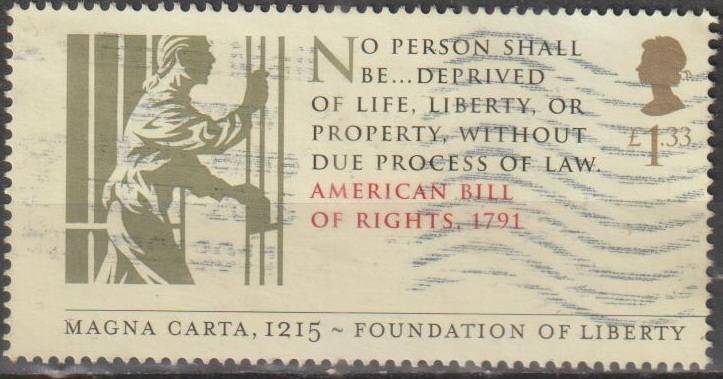 NO PERSON SHALL
BE...DEPRIVED
OF LIFE, LIBERTY, OR
PROPERTY, WITHOUT
DUE PROCESS OF LAW.
AMERICAN BILL
OF RIGHTS, 1791
£1.33
MAGNA CARTA, 1215 ~ FOUNDATION OF LIBERTY